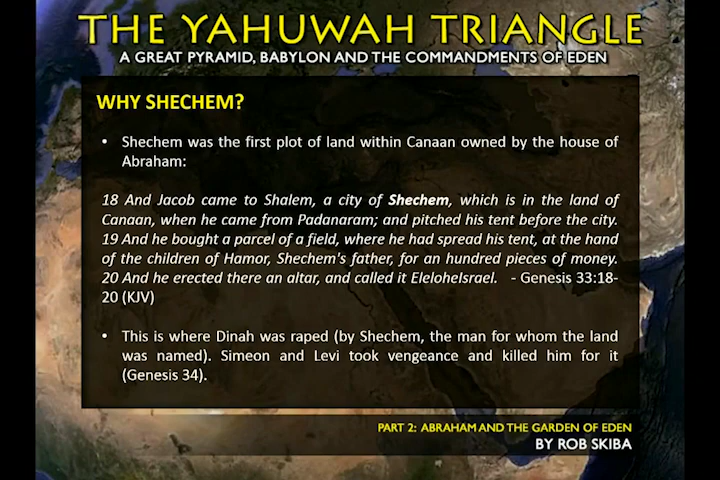 THE YAHUWAH TRIANGLE
A GREAT PYRAMID, BABYLON AND THE COMMANDMENTS OF EDEN
WHY SHECHEM?
• Shechem was the first plot of land within Canaan owned by the house of
Abraham:
18 And Jacob came to Shalem, a city of Shechem, which is in the land of
Canaan, when he came from Padanaram; and pitched his tent before the city.
19 And he bought a parcel of a field, where he had spread his tent, at the hand
of the children of Hamor, Shechem's father, for an hundred pieces of money.
20 And he erected there an altar, and called it EleloheIsrael. - Genesis 33:18-
20 (KJV)
• This is where Dinah was raped (by Shechem, the man for whom the land
was named). Simeon and Levi took vengeance and killed him for it
(Genesis 34).
PART 2: ABRAHAM AND THE GARDEN OF EDEN
BY ROB SKIBA